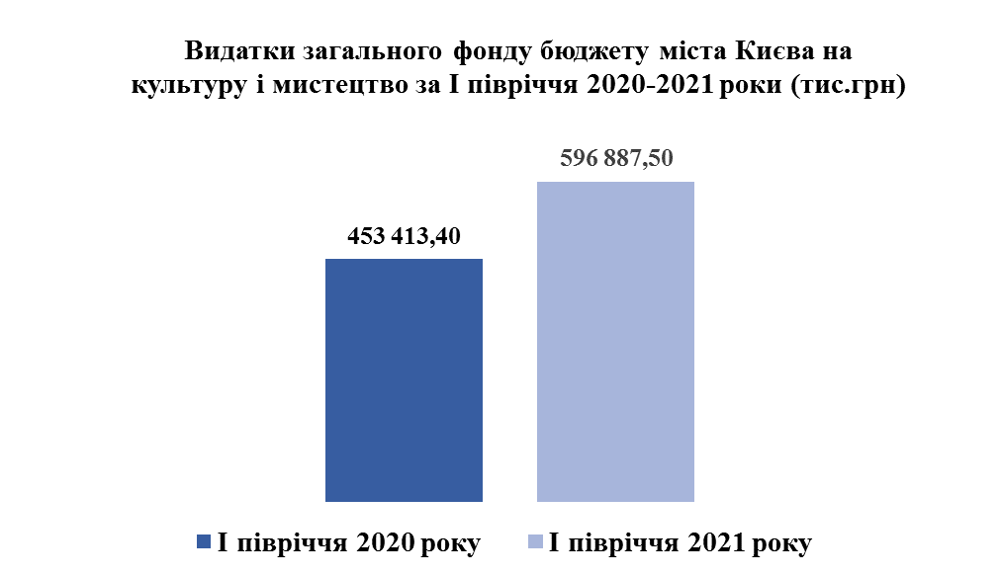 Видатки загального фонду бюджету міста Києва на
культуру і мистецтво за І півріччя 2020-2021 роки (тис.грн)
596 887,50
453 413,40
І півріччя 2020 року
І півріччя 2021 року